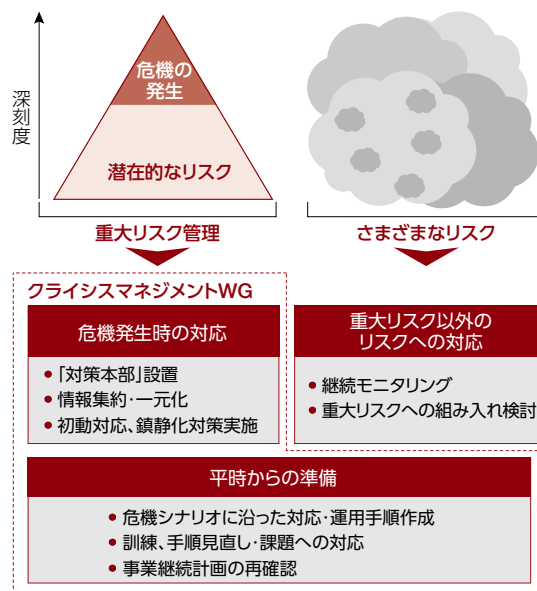 深刻度
危機の
発生
潜在的なリスク
重大リスク管理
さまざまなリスク
クライシスマネジメントWG
危機発生時の対応
• 「対策本部」設置
• 情報集約・一元化
• 初動対応、鎮静化対策実施
重大リスク以外の
リスクへの対応
• 継続モニタリング
• 重大リスクへの組み入れ検討
平時からの準備
• 危機シナリオに沿った対応・運用手順作成
• 訓練、手順見直し・課題への対応
• 事業継続計画の再確認